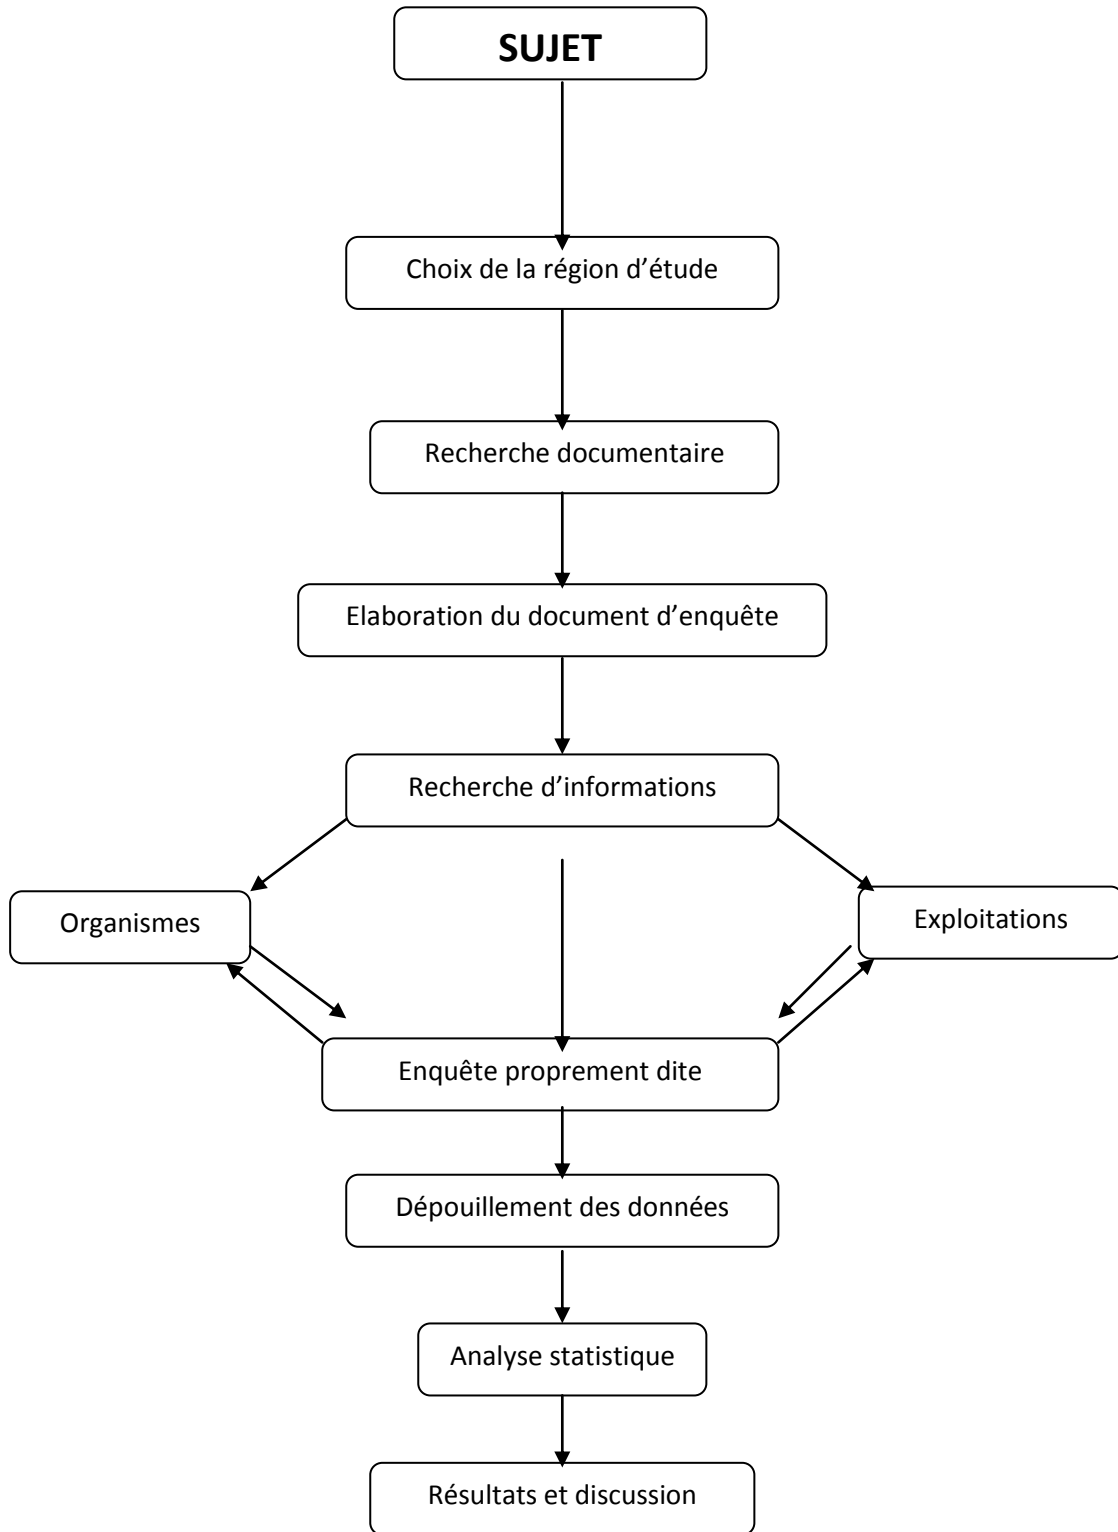 SUJET
Choix de la région d’étude
Recherche documentaire
Elaboration du document d’enquête
Recherche d’informations
Organismes
Exploitations
Enquête proprement dite
Dépouillement des données
Analyse statistique
Résultats et discussion